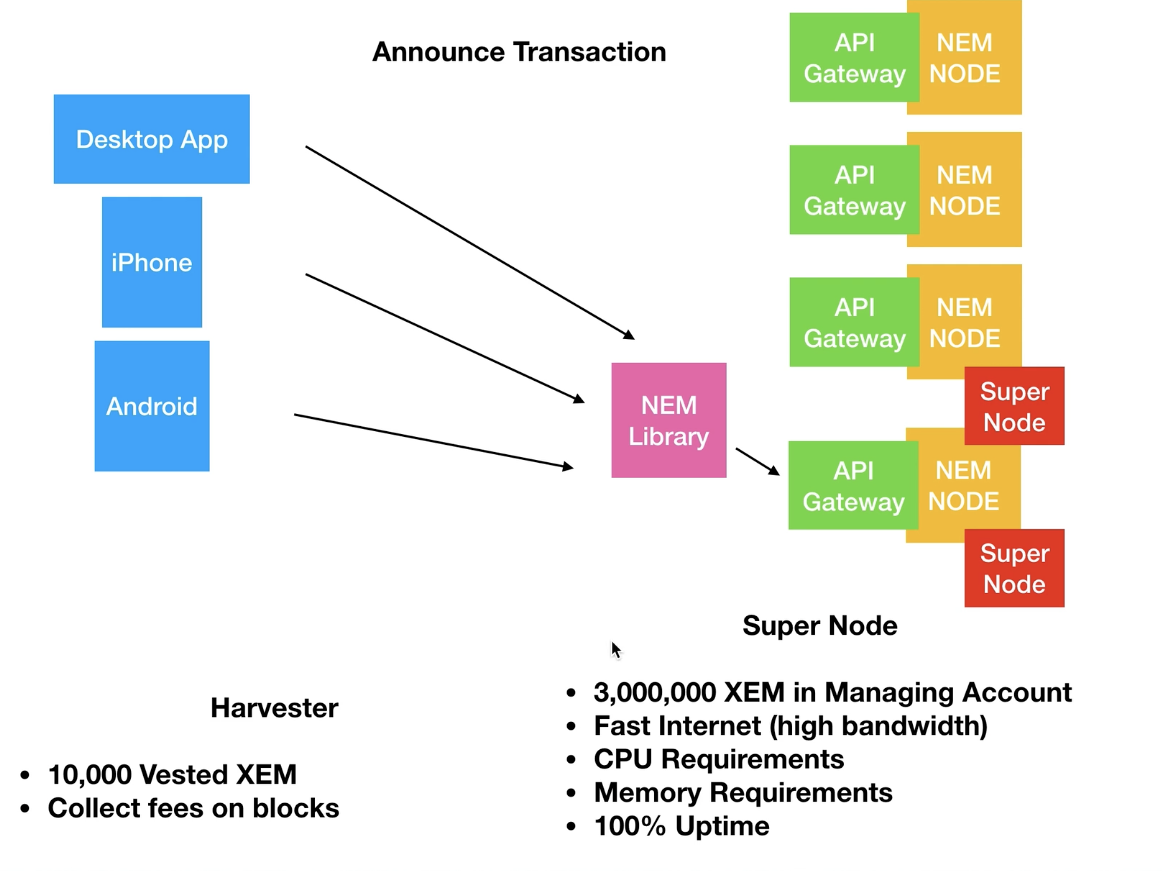 Announce Transaction
Desktop App
iPhone
Android
NEM
Library
API
Gateway
NEM
NODE
API
Gateway
NEM
NODE
API
Gateway
NEM
NODE
Super
Node
API
Gateway
NEM
NODE
Super
Node
Harvester
• 10,000 Vested XEM
• Collect fees on blocks
Super Node
• 3,000,000 XEM in Managing Account
• Fast Internet (high bandwidth)
• CPU Requirements
• Memory Requirements
• 100% Uptime